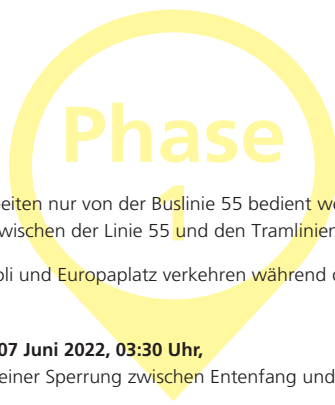 Phase
1
eiten nur von der Buslinie 55 bedient we
wischen der Linie 55 und den Tramlinien
oli und Europaplatz verkehren während d
07 Juni 2022, 03:30 Uhr,
einer Sperrung zwischen Entenfang und